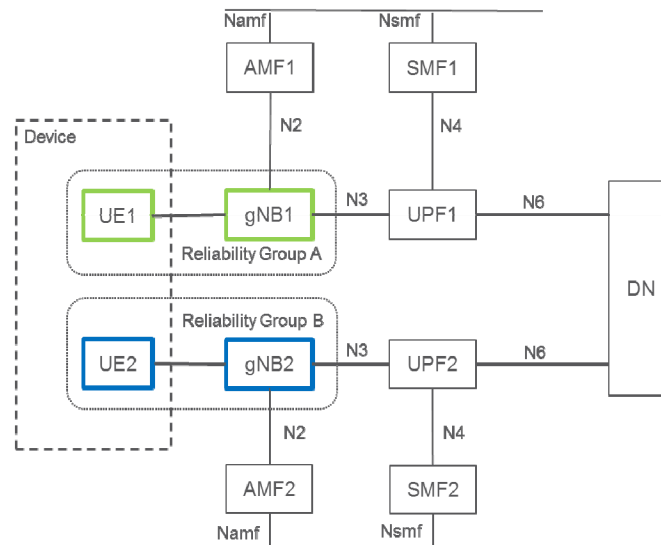 Namf
Nsmf
AMF1
SMF1
N2
N4
Device
UE1
gNB1
N3
UPF1
N6
Reliability Group A
DN
Reliability Group B
UE2
gNB2
N3
UPF2
N6
N2
N4
AMF2
SMF2
Namf
Nsmf